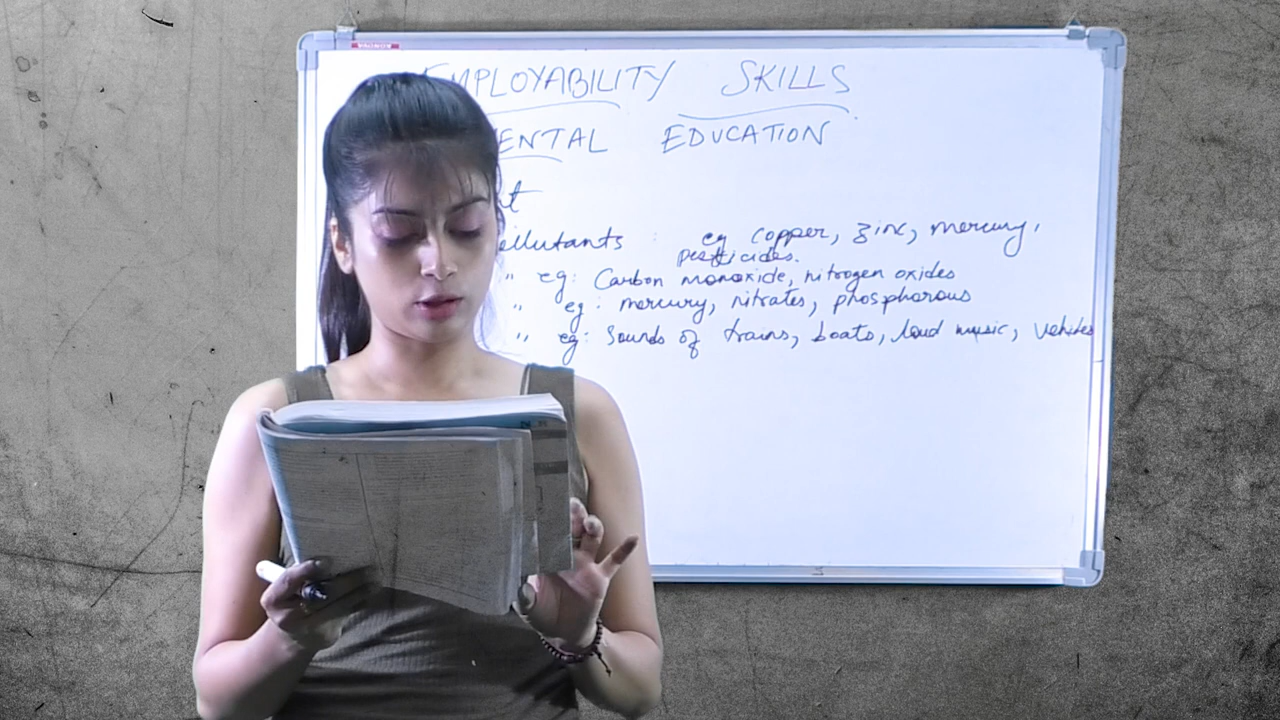 EMPLOYABILITY SKILLS
ENTAL EDUCATION
t
ellutants : eg copper, zinc, mercury,
pesticides.
" eg: Carbon monoxide, nitrogen oxides
" eg: mercury, nitrates, phosphorous
" eg: Sounds of trains, boats, loud music, vehicles